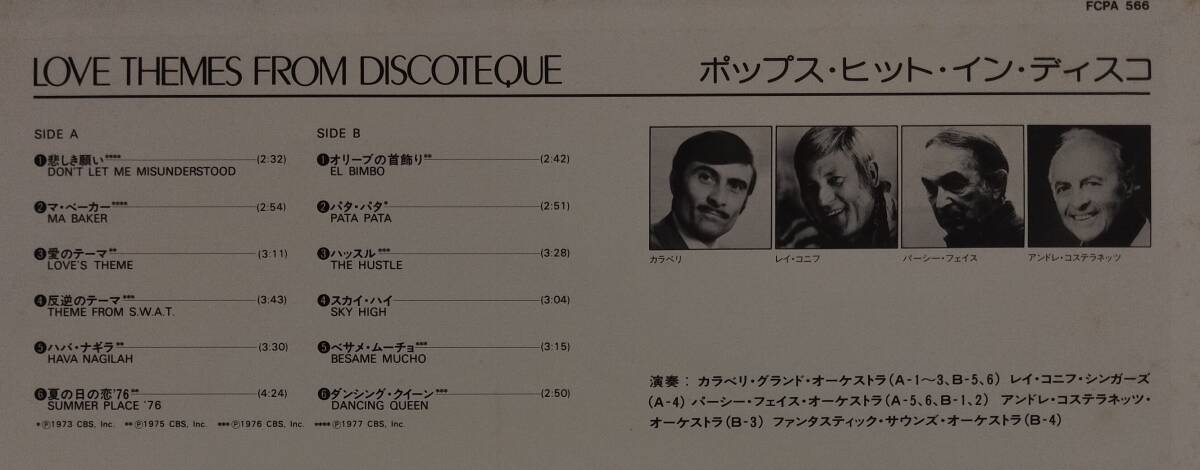 FCPA 566
LOVE THEMES FROM DISCOTEQUE
ポップス・ヒット・イン・ディスコ
SIDE A
❶悲しき願い**** (2:32)
DON'T LET ME MISUNDERSTOOD
❷マ・ベーカー**** (2:54)
MA BAKER
❸愛のテーマ** (3:11)
LOVE'S THEME
❹反逆のテーマ*** (3:43)
THEME FROM S.W.A.T.
❺ハバ・ナギラ** (3:30)
HAVA NAGILAH
❻夏の日の恋'76** (4:24)
SUMMER PLACE '76
SIDE B
❶オリーブの首飾り** (2:42)
EL BIMBO
❷パタ・パタ* (2:51)
PATA PATA
❸ハッスル*** (3:28)
THE HUSTLE
❹スカイ・ハイ (3:04)
SKY HIGH
❺ベサメ・ムーチョ*** (3:15)
BESAME MUCHO
❻ダンシング・クイーン*** (2:50)
DANCING QUEEN
*Ⓟ1973 CBS, Inc. **Ⓟ1975 CBS, Inc. ***Ⓟ1976 CBS, Inc. ****Ⓟ1977 CBS, Inc.
カラベリ
レイ・コニフ
パーシー・フェイス
アンドレ・コステラネッツ
演奏：カラベリ・グランド・オーケストラ(A-1〜3、B-5、6) レイ・コニフ・シンガーズ
(A-4) パーシー・フェイス・オーケストラ(A-5、6、B-1、2) アンドレ・コステラネッツ・
オーケストラ(B-3) ファンタスティック・サウンズ・オーケストラ(B-4)